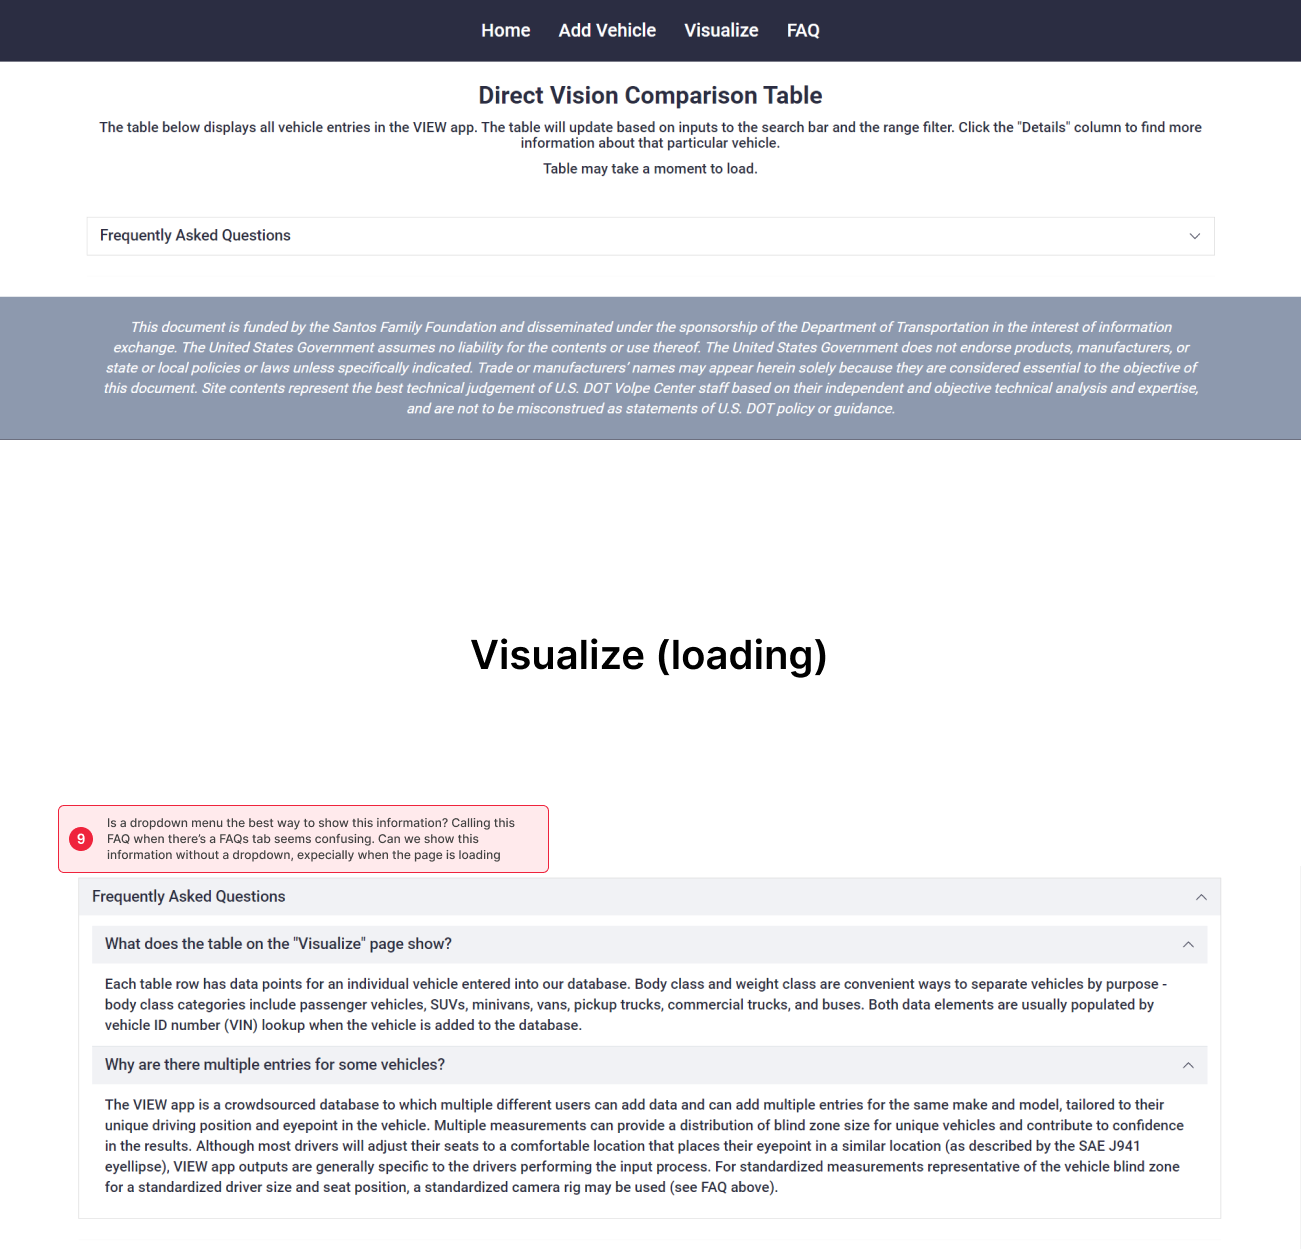 Home Add Vehicle Visualize FAQ
Direct Vision Comparison Table
The table below displays all vehicle entries in the VIEW app. The table will update based on inputs to the search bar and the range filter. Click the "Details" column to find more
information about that particular vehicle.
Table may take a moment to load.
Frequently Asked Questions
This document is funded by the Santos Family Foundation and disseminated under the sponsorship of the Department of Transportation in the interest of information
exchange. The United States Government assumes no liability for the contents or use thereof. The United States Government does not endorse products, manufacturers, or
state or local policies or laws unless specifically indicated. Trade or manufacturers’ names may appear herein solely because they are considered essential to the objective of
this document. Site contents represent the best technical judgement of U.S. DOT Volpe Center staff based on their independent and objective technical analysis and expertise,
and are not to be misconstrued as statements of U.S. DOT policy or guidance.
Visualize (loading)
9
Is a dropdown menu the best way to show this information? Calling this
FAQ when there’s a FAQs tab seems confusing. Can we show this
information without a dropdown, expecially when the page is loading
Frequently Asked Questions
What does the table on the "Visualize" page show?
Each table row has data points for an individual vehicle entered into our database. Body class and weight class are convenient ways to separate vehicles by purpose -
body class categories include passenger vehicles, SUVs, minivans, vans, pickup trucks, commercial trucks, and buses. Both data elements are usually populated by
vehicle ID number (VIN) lookup when the vehicle is added to the database.
Why are there multiple entries for some vehicles?
The VIEW app is a crowdsourced database to which multiple different users can add data and can add multiple entries for the same make and model, tailored to their
unique driving position and eyepoint in the vehicle. Multiple measurements can provide a distribution of blind zone size for unique vehicles and contribute to confidence
in the results. Although most drivers will adjust their seats to a comfortable location that places their eyepoint in a similar location (as described by the SAE J941
eyellipse), VIEW app outputs are generally specific to the drivers performing the input process. For standardized measurements representative of the vehicle blind zone
for a standardized driver size and seat position, a standardized camera rig may be used (see FAQ above).